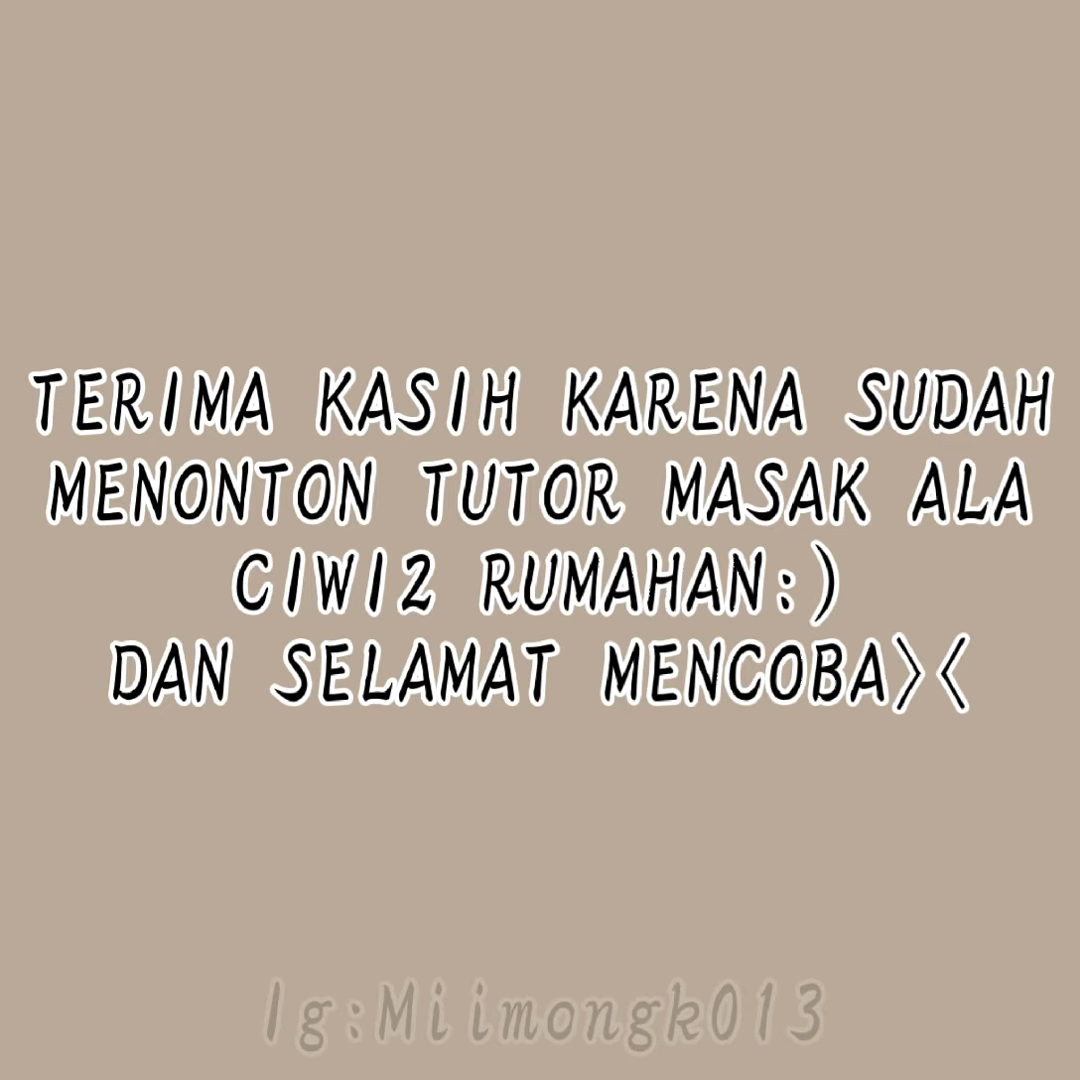 TERIMA KASIH KARENA SUDAH
MENONTON TUTOR MASAK ALA
CIWI2 RUMAHAN:)
DAN SELAMAT MENCOBA><
Ig:Miimongk013